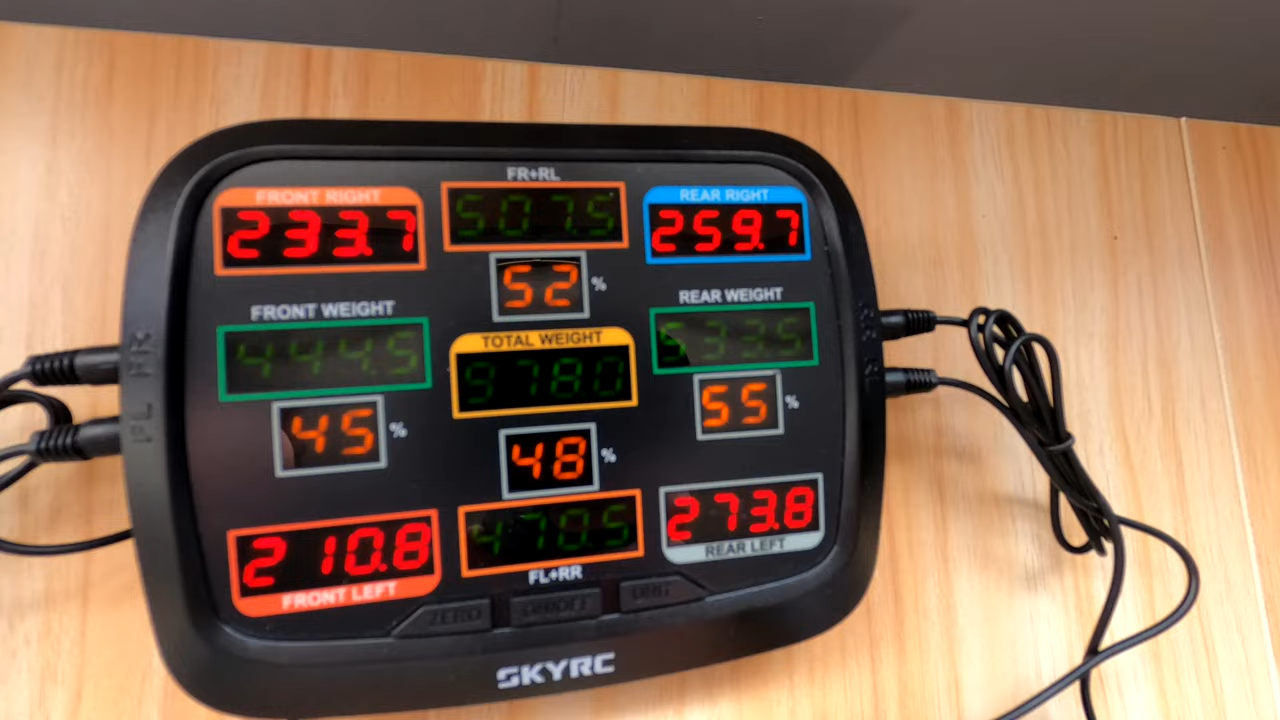 FR+RL
FRONT RIGHT
REAR RIGHT
233.7
507.5
259.7
52 %
FRONT WEIGHT
REAR WEIGHT
444.5
TOTAL WEIGHT
533.5
978.0
45 %
55 %
48 %
210.8
470.5
273.8
FRONT LEFT
FL+RR
REAR LEFT
ZERO
ON/OFF
UNIT
SKYRC
FR
FL